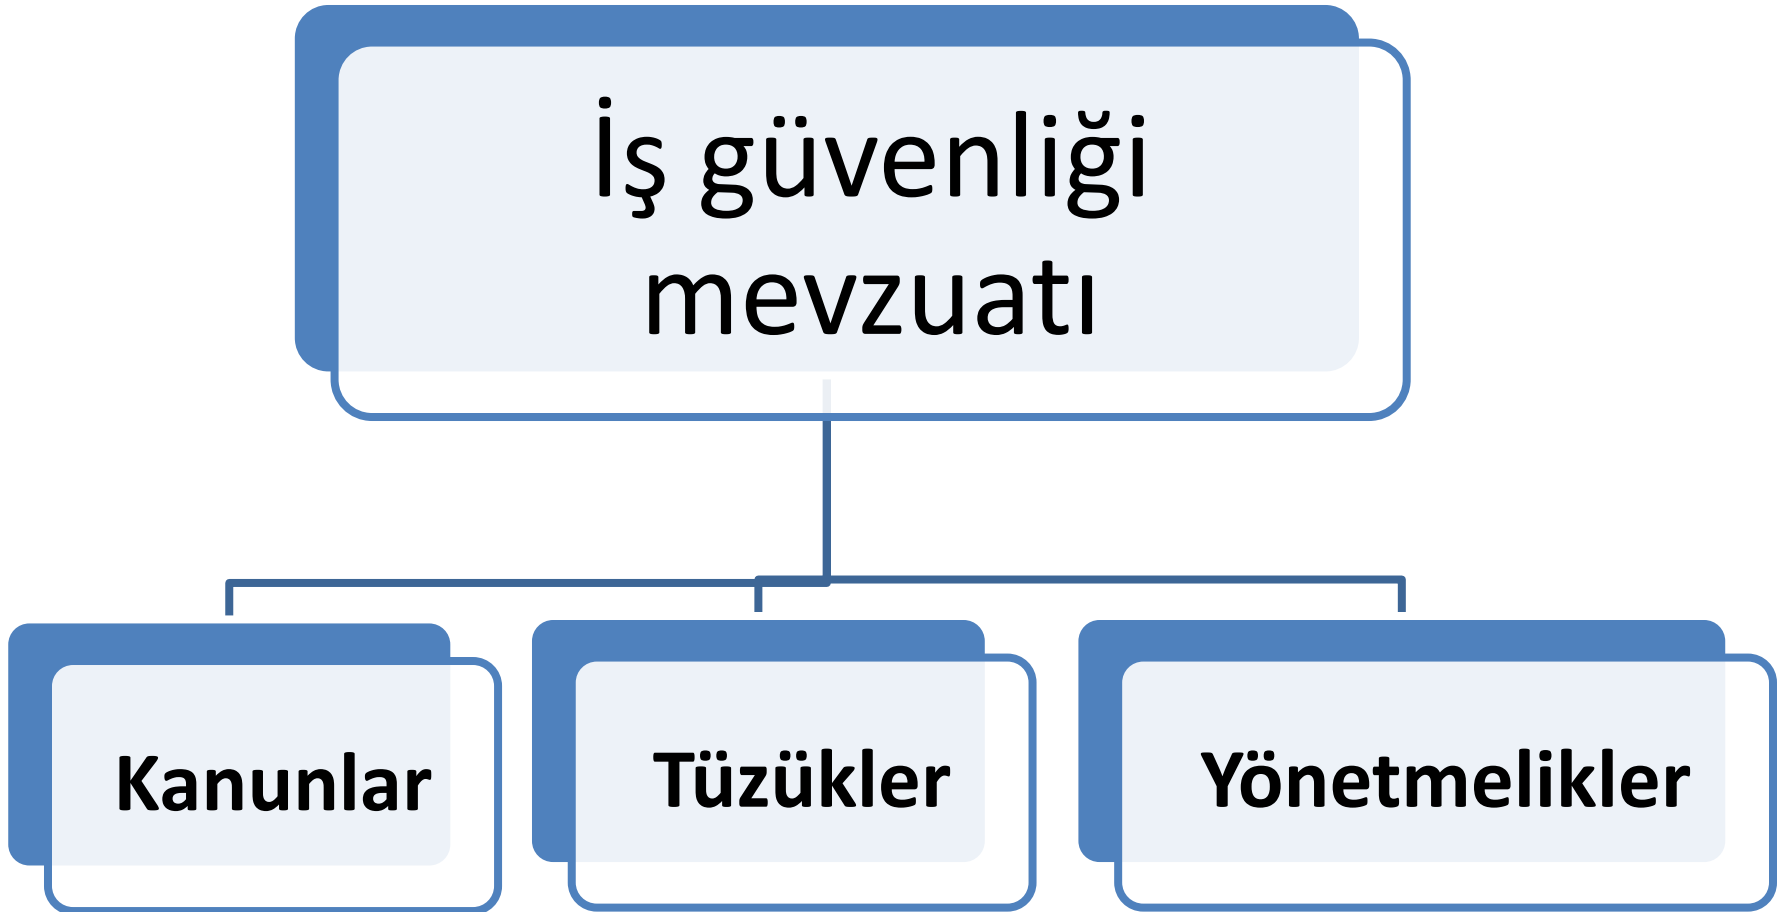 İş güvenliği
mevzuatı
Kanunlar
Tüzükler
Yönetmelikler